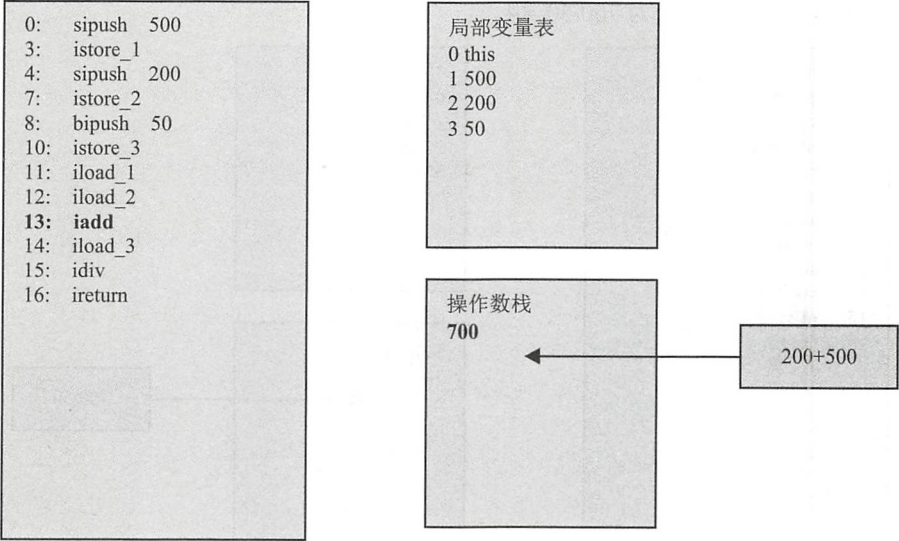 0: sipush 500
3: istore_1
4: sipush 200
7: istore_2
8: bipush 50
10: istore_3
11: iload_1
12: iload_2
13: iadd
14: iload_3
15: idiv
16: ireturn
局部变量表
0 this
1 500
2 200
3 50
操作数栈
700
200+500